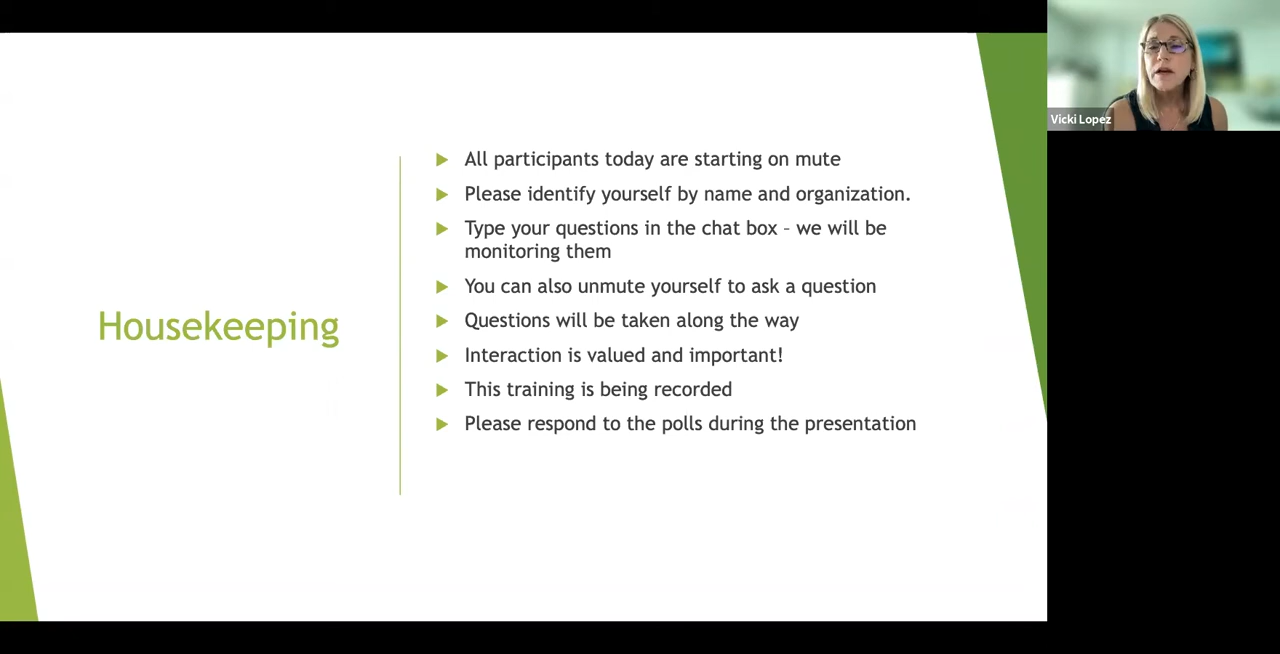 Vicki Lopez
Housekeeping
All participants today are starting on mute
Please identify yourself by name and organization.
Type your questions in the chat box – we will be
monitoring them
You can also unmute yourself to ask a question
Questions will be taken along the way
Interaction is valued and important!
This training is being recorded
Please respond to the polls during the presentation